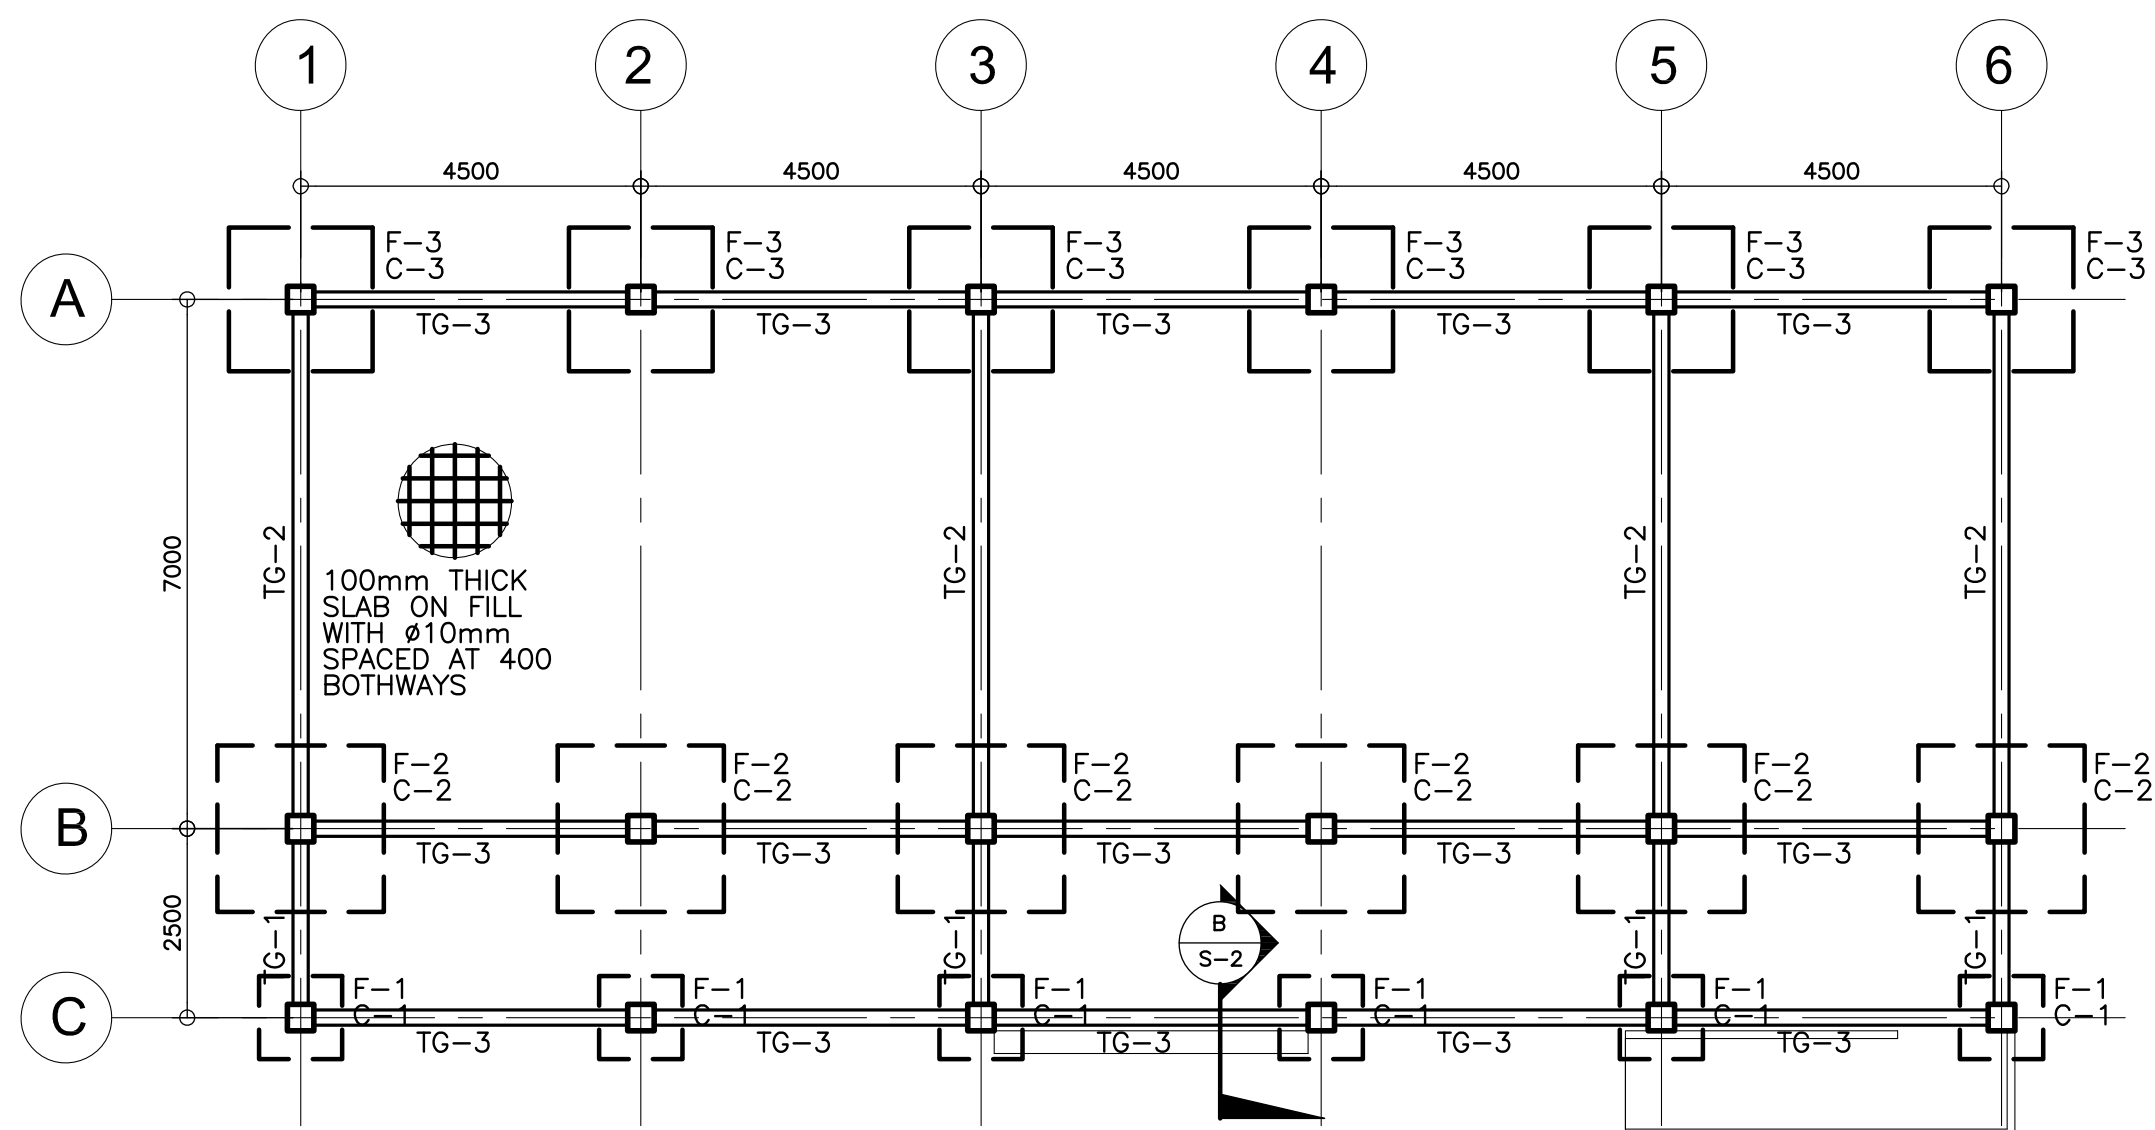 1 2 3 4 5 6
4500 4500 4500 4500 4500
F-3 F-3 F-3 F-3 F-3 F-3
C-3 C-3 C-3 C-3 C-3 C-3
A
TG-3 TG-3 TG-3 TG-3 TG-3
7000
TG-2 TG-2 TG-2 TG-2
100mm THICK
SLAB ON FILL
WITH ø10mm
SPACED AT 400
BOTHWAYS
F-2 F-2 F-2 F-2 F-2 F-2
C-2 C-2 C-2 C-2 C-2 C-2
B
TG-3 TG-3 TG-3 TG-3 TG-3
2500
TG-1 TG-1 TG-1 TG-1
B
S-2
F-1 F-1 F-1 F-1 F-1 F-1
C-1 C-1 C-1 C-1 C-1 C-1
C
TG-3 TG-3 TG-3 TG-3 TG-3